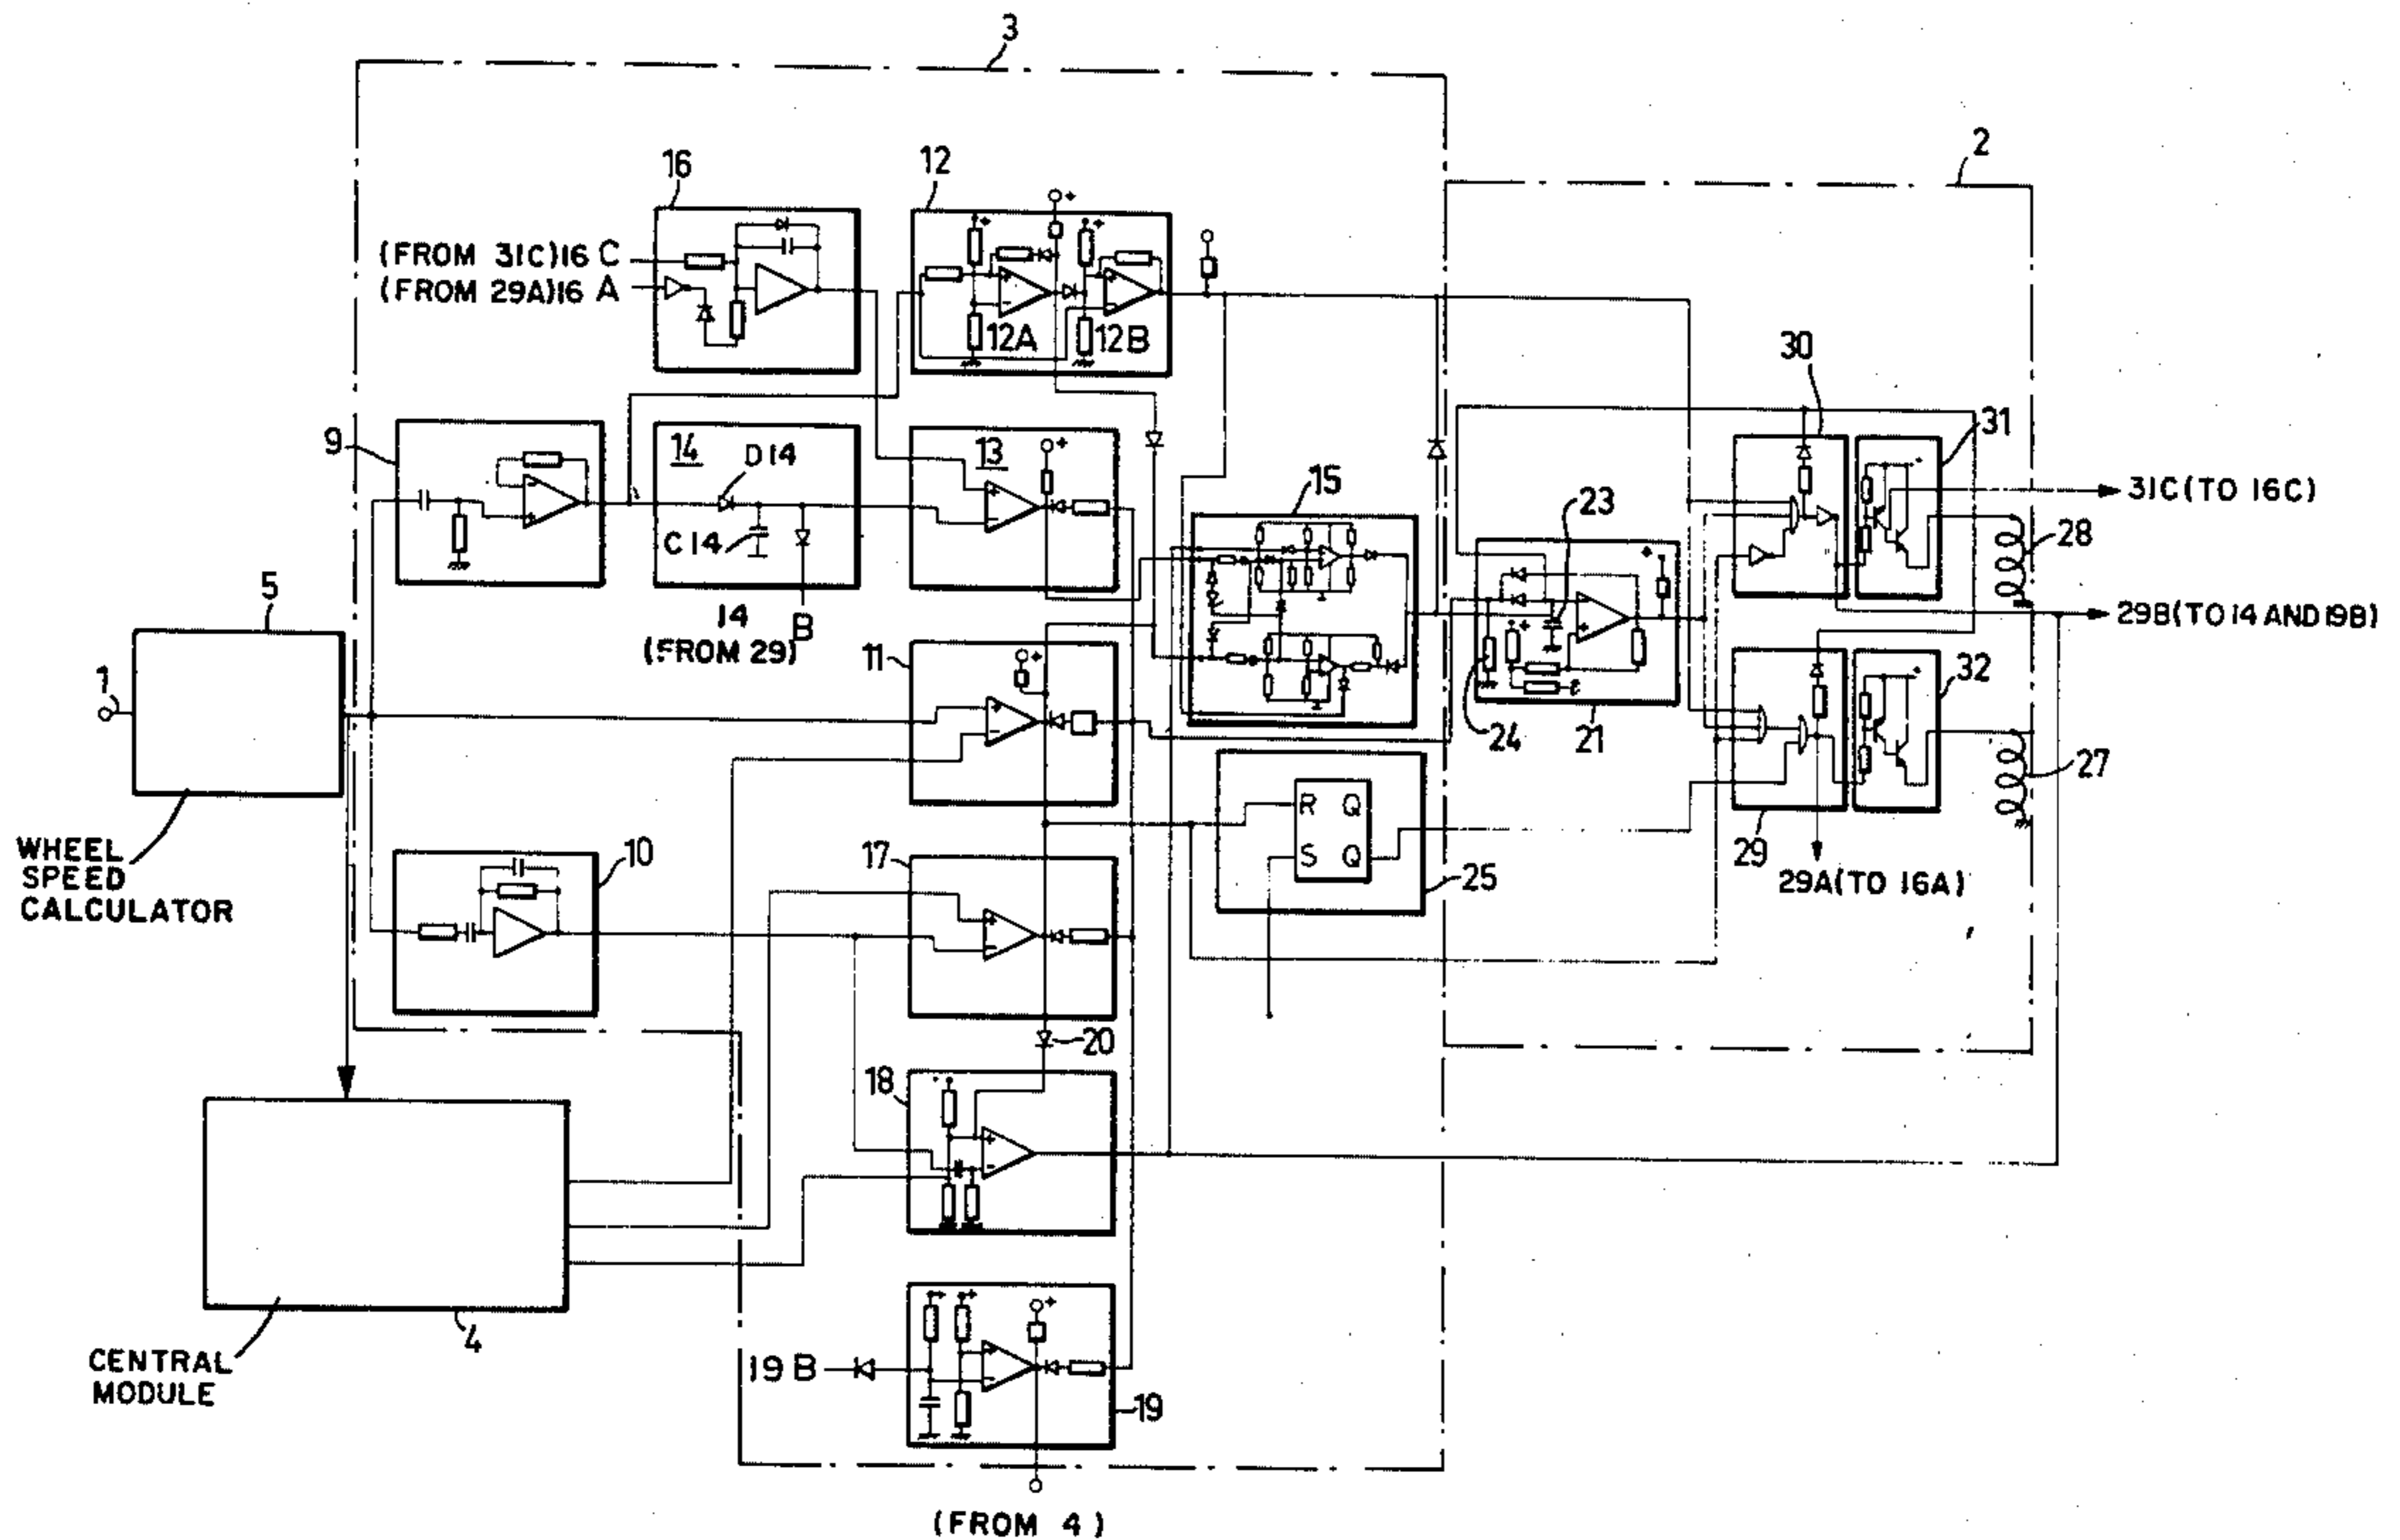 3
2
16
12
(FROM 31C)16 C
(FROM 29A)16 A
12A
12B
30
31
9
14
D14
13
15
23
31C(TO 16C)
C14
28
5
14
B
29B(TO 14 AND 19B)
(FROM 29)
11
1
32
24
21
27
R Q
S Q
WHEEL
SPEED
CALCULATOR
10
17
25
29
29A(TO 16A)
20
18
4
CENTRAL
MODULE
19B
19
(FROM 4)